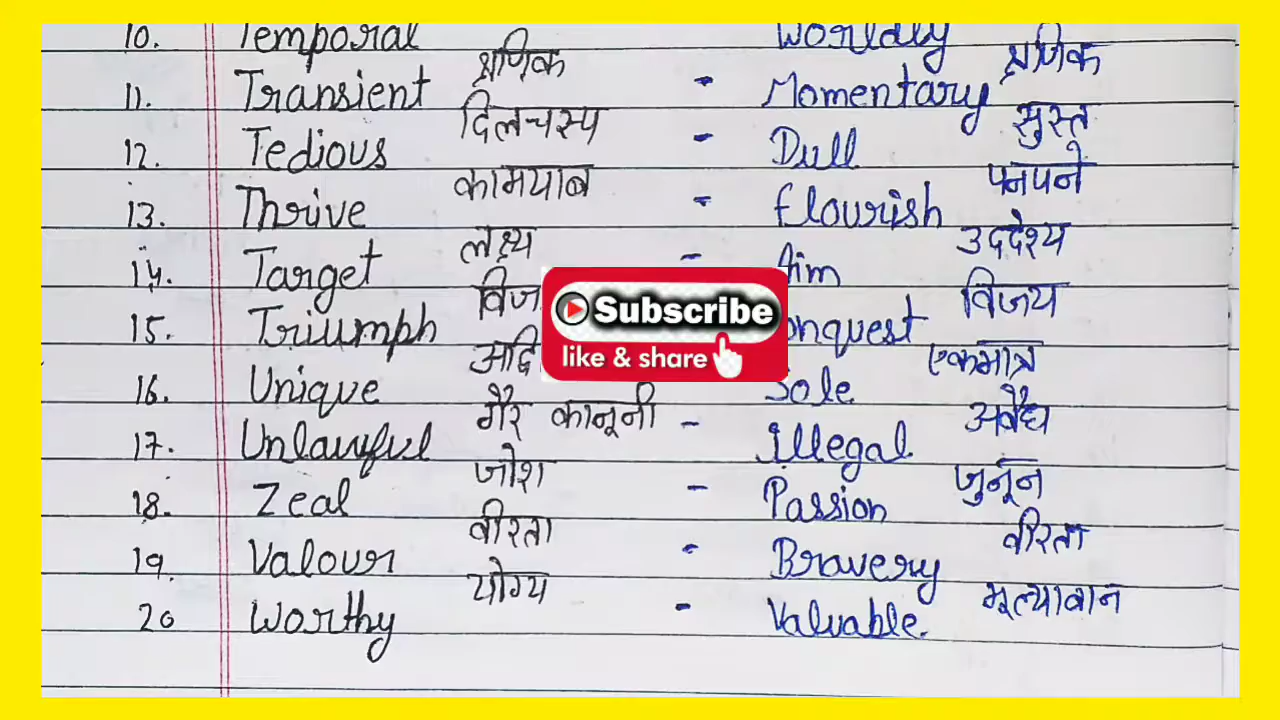 10. Temporal Worldly
क्षणिक क्षणिक
11. Transient - Momentary
दिलचस्प सुस्त
12. Tedious - Dull
कामयाब पनपने
13. Thrive - flourish
लक्ष्य उद्देश्य
14. Target - Aim
विजय
15. Triumph
एकमात्र
16. Unique Sole
गैर कानूनी अवैध
17. Unlawful - Illegal
जोश जुनून
18. Zeal - Passion
वीरता वीरता
19. Valour - Bravery
योग्य मूल्यावान
20 Worthy - Valuable.
Subscribe
like & share